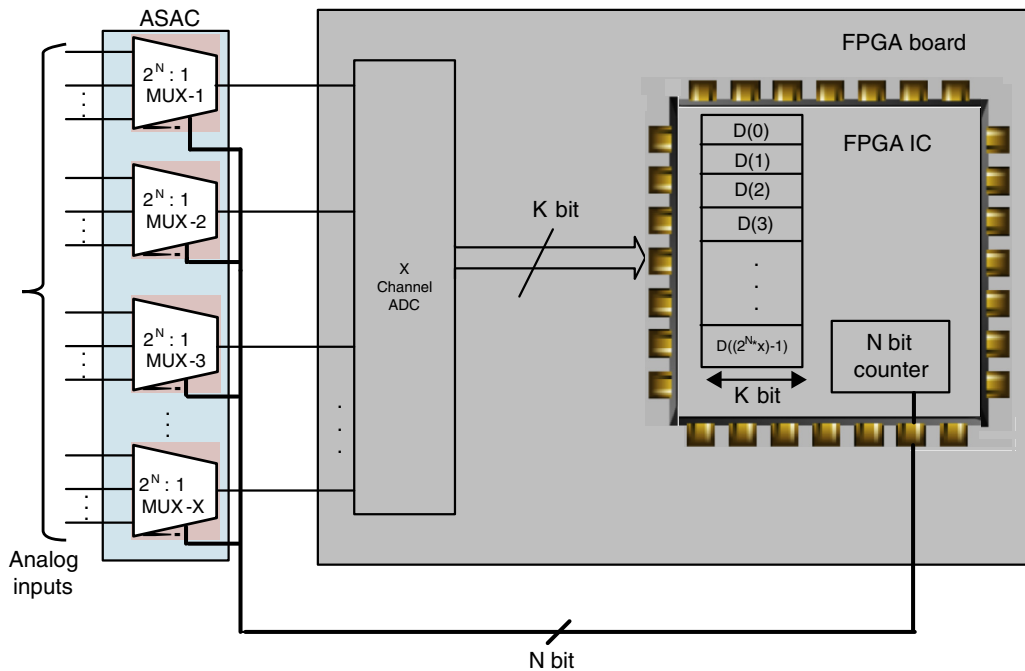 ASAC
2^N : 1
MUX-1
2^N : 1
MUX-2
2^N : 1
MUX-3
2^N : 1
MUX-X
Analog
inputs
X
Channel
ADC
K bit
FPGA board
FPGA IC
D(0)
D(1)
D(2)
D(3)
D((2^N*x)-1)
K bit
N bit
counter
N bit